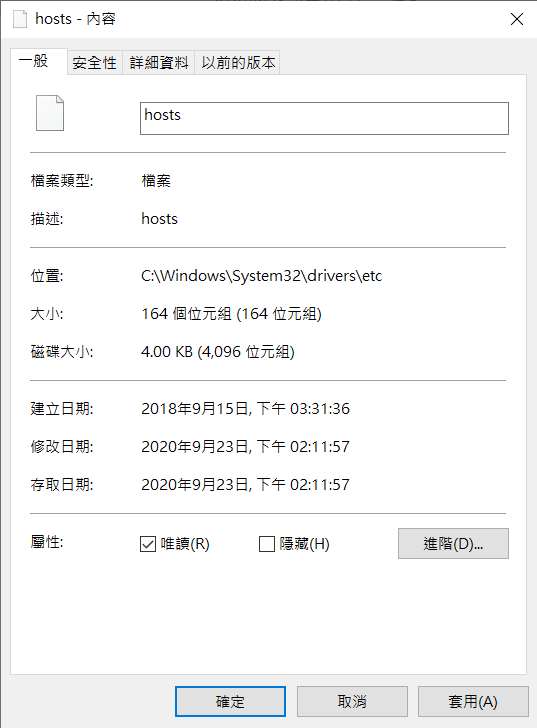 hosts - 內容
一般 安全性 詳細資料 以前的版本
hosts
檔案類型: 檔案
描述: hosts
位置: C:\Windows\System32\drivers\etc
大小: 164 個位元組 (164 位元組)
磁碟大小: 4.00 KB (4,096 位元組)
建立日期: 2018年9月15日, 下午 03:31:36
修改日期: 2020年9月23日, 下午 02:11:57
存取日期: 2020年9月23日, 下午 02:11:57
屬性: 唯讀(R) 隱藏(H) 進階(D)...
確定 取消 套用(A)